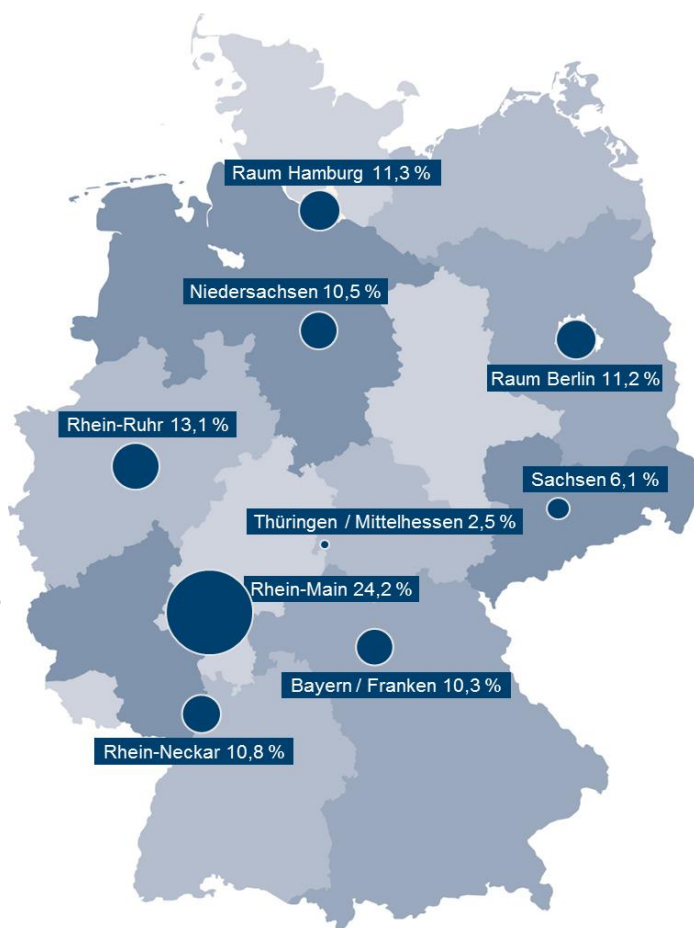 Raum Hamburg 11,3 %
Niedersachsen 10,5 %
Raum Berlin 11,2 %
Rhein-Ruhr 13,1 %
Sachsen 6,1 %
Thüringen / Mittelhessen 2,5 %
Rhein-Main 24,2 %
Bayern / Franken 10,3 %
Rhein-Neckar 10,8 %